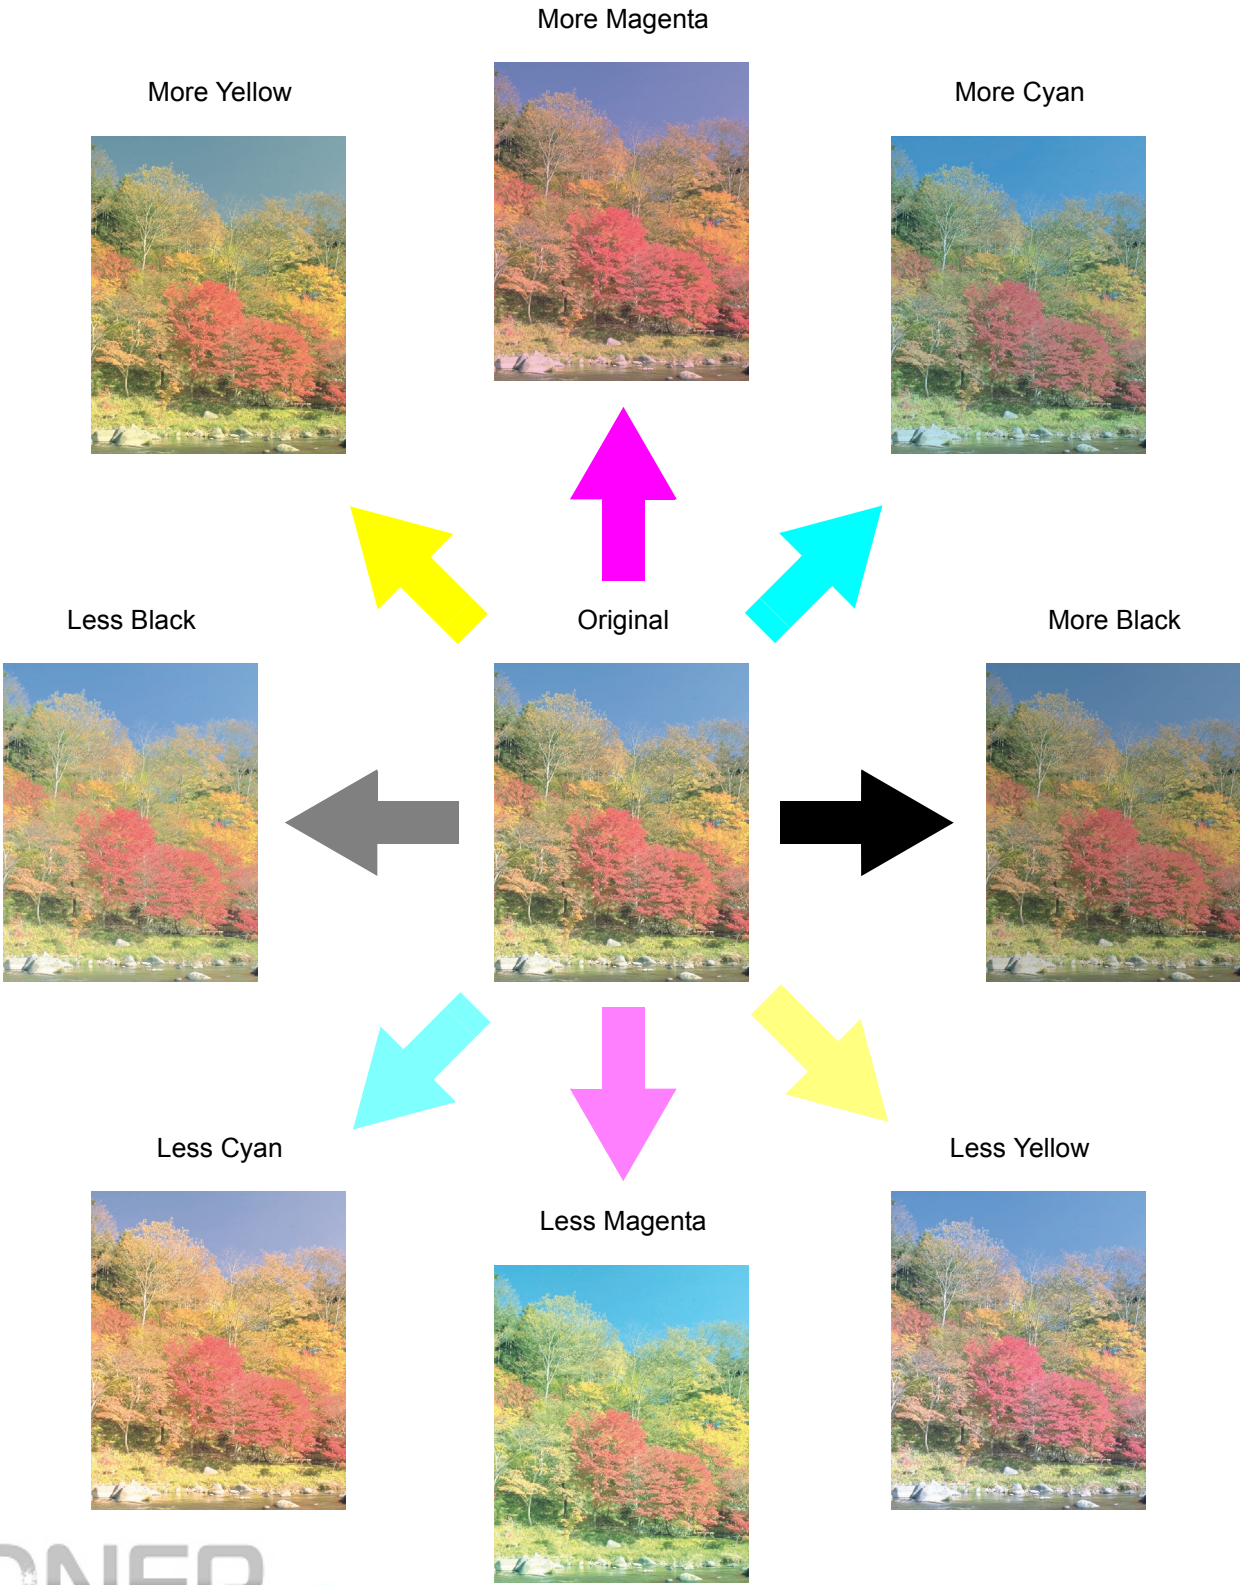 More Magenta
More Yellow
More Cyan
Less Black
Original
More Black
Less Cyan
Less Yellow
Less Magenta